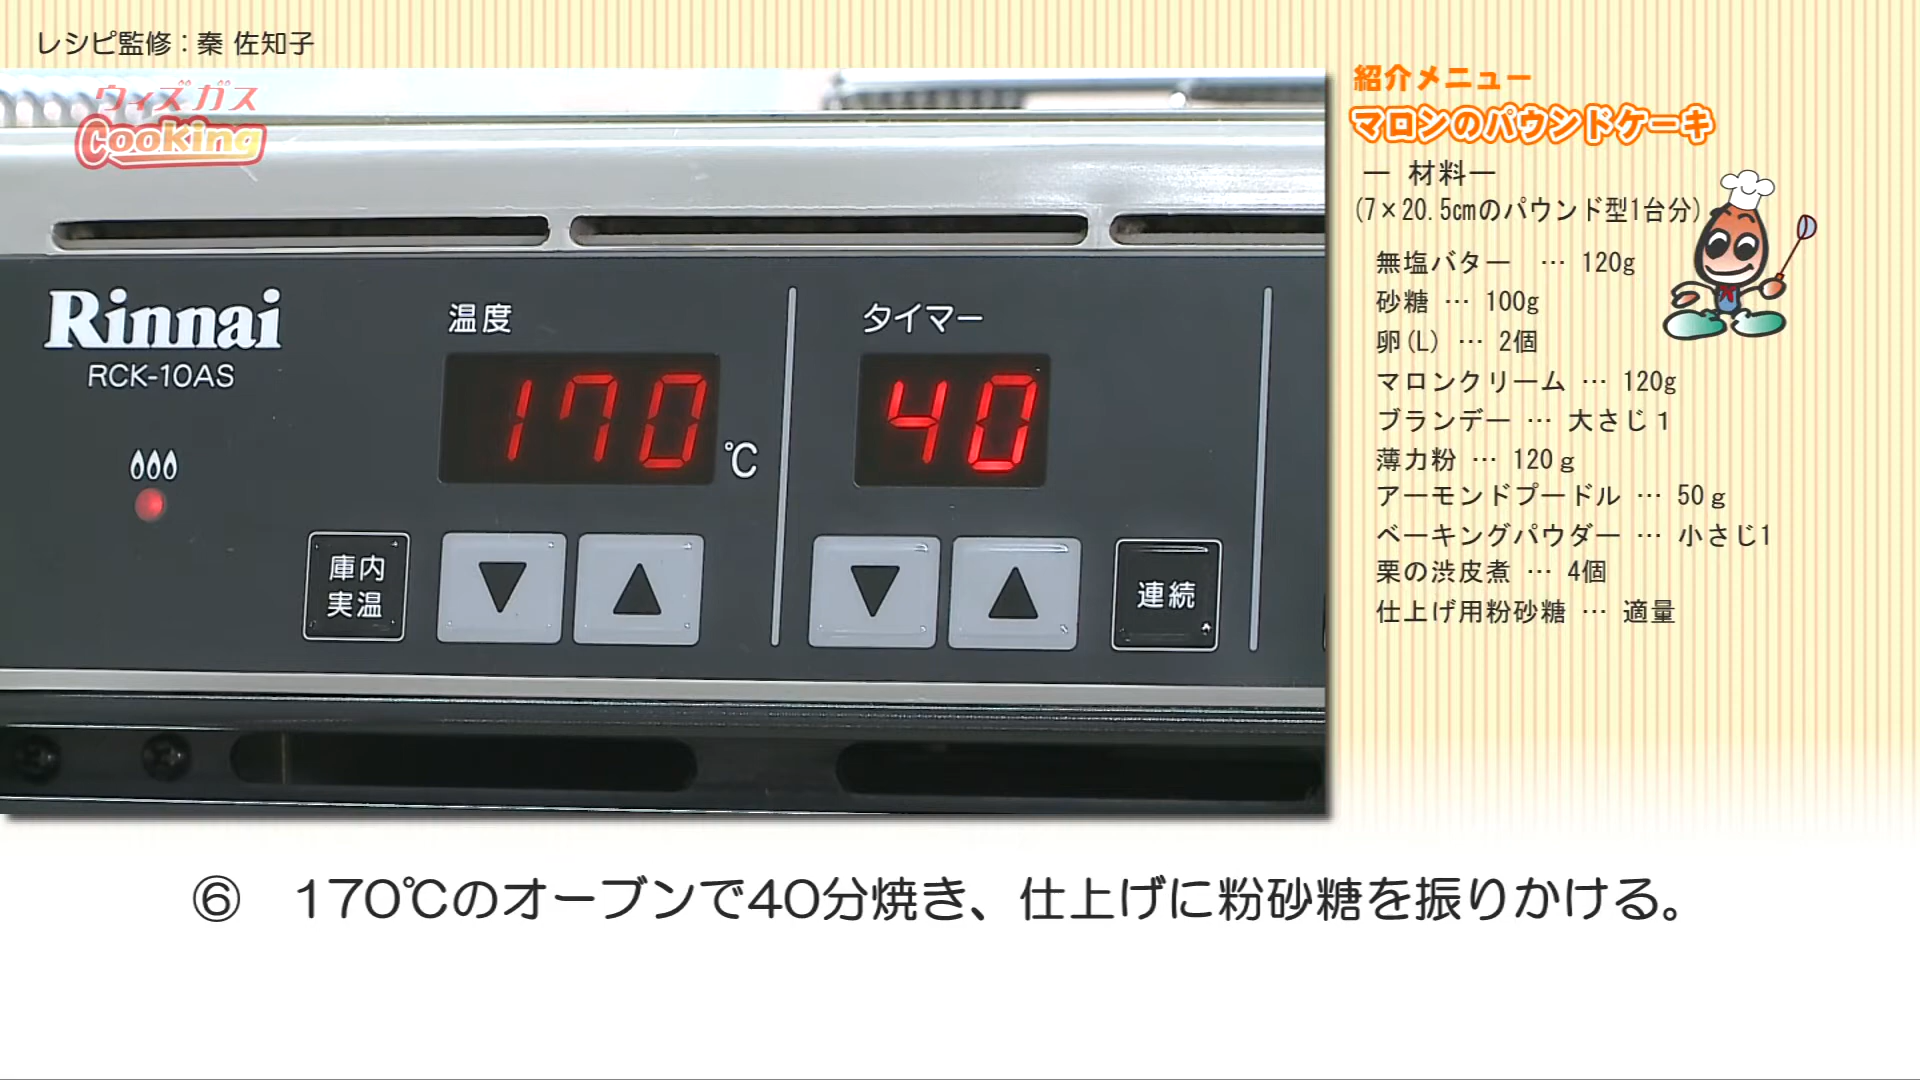 レシピ監修：秦 佐知子
ウィズガス
Cooking
Rinnai
RCK-10AS
温度
170
℃
タイマー
40
庫内
実温
▼
▲
▼
▲
連続
紹介メニュー
マロンのパウンドケーキ
― 材料―
(7×20.5cmのパウンド型1台分)
無塩バター … 120g
砂糖 … 100g
卵(L) … 2個
マロンクリーム … 120g
ブランデー … 大さじ１
薄力粉 … 120ｇ
アーモンドプードル … 50ｇ
ベーキングパウダー … 小さじ1
栗の渋皮煮 … 4個
仕上げ用粉砂糖 … 適量
⑥　170℃のオーブンで40分焼き、仕上げに粉砂糖を振りかける。